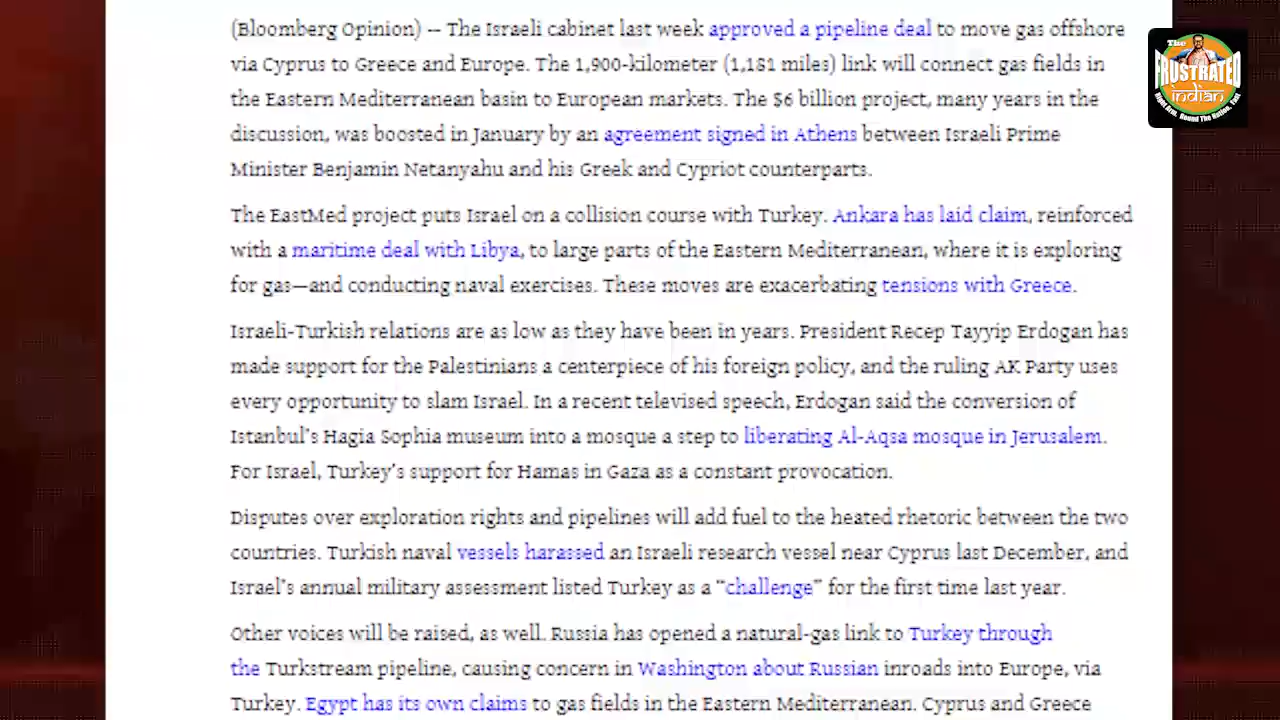 (Bloomberg Opinion) -- The Israeli cabinet last week approved a pipeline deal to move gas offshore
via Cyprus to Greece and Europe. The 1,900-kilometer (1,181 miles) link will connect gas fields in
the Eastern Mediterranean basin to European markets. The $6 billion project, many years in the
discussion, was boosted in January by an agreement signed in Athens between Israeli Prime
Minister Benjamin Netanyahu and his Greek and Cypriot counterparts.
The EastMed project puts Israel on a collision course with Turkey. Ankara has laid claim, reinforced
with a maritime deal with Libya, to large parts of the Eastern Mediterranean, where it is exploring
for gas—and conducting naval exercises. These moves are exacerbating tensions with Greece.
Israeli-Turkish relations are as low as they have been in years. President Recep Tayyip Erdogan has
made support for the Palestinians a centerpiece of his foreign policy, and the ruling AK Party uses
every opportunity to slam Israel. In a recent televised speech, Erdogan said the conversion of
Istanbul's Hagia Sophia museum into a mosque a step to liberating Al-Aqsa mosque in Jerusalem.
For Israel, Turkey's support for Hamas in Gaza as a constant provocation.
Disputes over exploration rights and pipelines will add fuel to the heated rhetoric between the two
countries. Turkish naval vessels harassed an Israeli research vessel near Cyprus last December, and
Israel's annual military assessment listed Turkey as a "challenge" for the first time last year.
Other voices will be raised, as well. Russia has opened a natural-gas link to Turkey through
the Turkstream pipeline, causing concern in Washington about Russian inroads into Europe, via
Turkey. Egypt has its own claims to gas fields in the Eastern Mediterranean. Cyprus and Greece
The
FRUSTRATED
indian
Right Arm. Bound The Nation. Fast